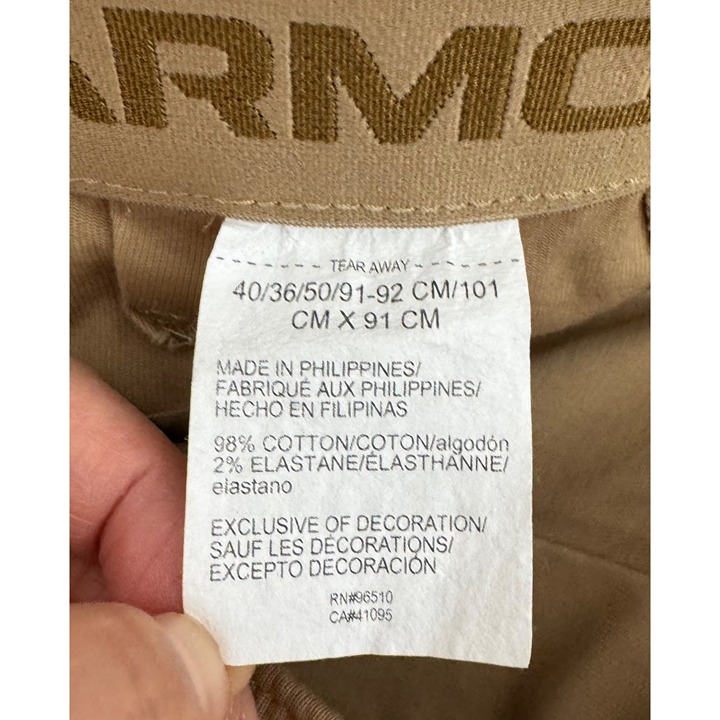 ARMO
- - - - - - - TEAR AWAY - - - - - - -
40/36/50/91-92 CM/101
CM X 91 CM
MADE IN PHILIPPINES/
FABRIQUÉ AUX PHILIPPINES/
HECHO EN FILIPINAS
98% COTTON/COTON/algodón
2% ELASTANE/ÉLASTHANNE/
elastano
EXCLUSIVE OF DECORATION/
SAUF LES DÉCORATIONS/
EXCEPTO DECORACIÓN
RN#96510
CA#41095